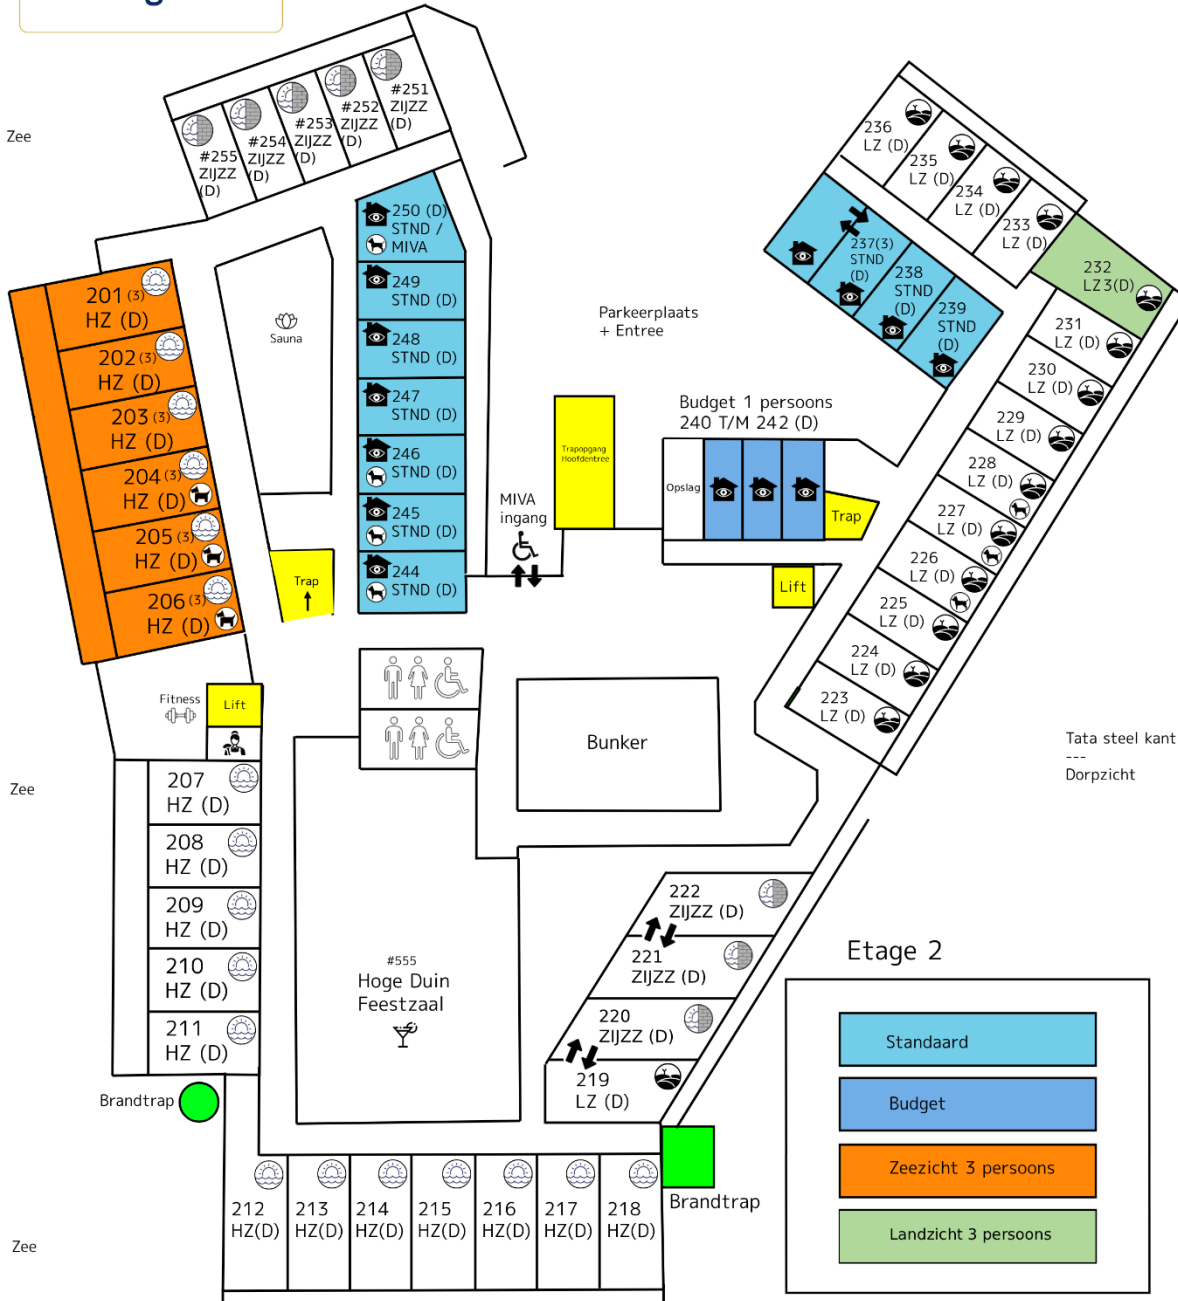 Zee
#251
ZIJZZ
(D)
#252
ZIJZZ
(D)
#253
ZIJZZ
(D)
#254
ZIJZZ
(D)
#255
ZIJZZ
(D)
236
LZ (D)
235
LZ (D)
234
LZ (D)
233
LZ (D)
232
LZ 3(D)
250 (D)
STND /
MIVA
249
STND (D)
248
STND (D)
247
STND (D)
246
STND (D)
245
STND (D)
244
STND (D)
237(3)
STND
(D)
238
STND
(D)
239
STND
(D)
201 (3)
HZ (D)
202 (3)
HZ (D)
203 (3)
HZ (D)
204 (3)
HZ (D)
205 (3)
HZ (D)
206 (3)
HZ (D)
Sauna
Parkeerplaats
+ Entree
231
LZ (D)
230
LZ (D)
229
LZ (D)
228
LZ (D)
227
LZ (D)
226
LZ (D)
225
LZ (D)
224
LZ (D)
223
LZ (D)
Budget 1 persoons
240 T/M 242 (D)
Trapopgang
Hoofdentree
Opslag
Trap
MIVA
ingang
Lift
Trap
Fitness
Lift
Bunker
Tata steel kant
---
Dorpzicht
Zee
207
HZ (D)
208
HZ (D)
209
HZ (D)
210
HZ (D)
211
HZ (D)
#555
Hoge Duin
Feestzaal
222
ZIJZZ (D)
221
ZIJZZ (D)
220
ZIJZZ (D)
219
LZ (D)
Brandtrap
Brandtrap
212
HZ(D)
213
HZ(D)
214
HZ(D)
215
HZ(D)
216
HZ(D)
217
HZ(D)
218
HZ(D)
Zee
Etage 2
Standaard
Budget
Zeezicht 3 persoons
Landzicht 3 persoons